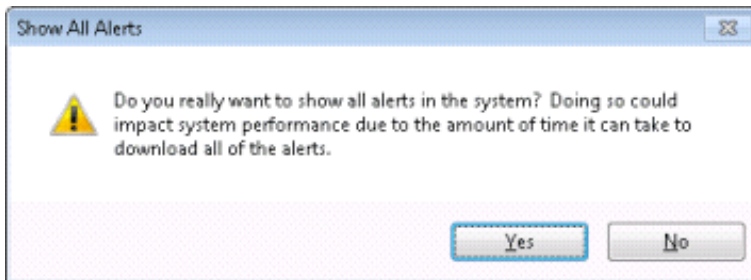 Show All Alerts
Do you really want to show all alerts in the system? Doing so could
impact system performance due to the amount of time it can take to
download all of the alerts.
Yes
No